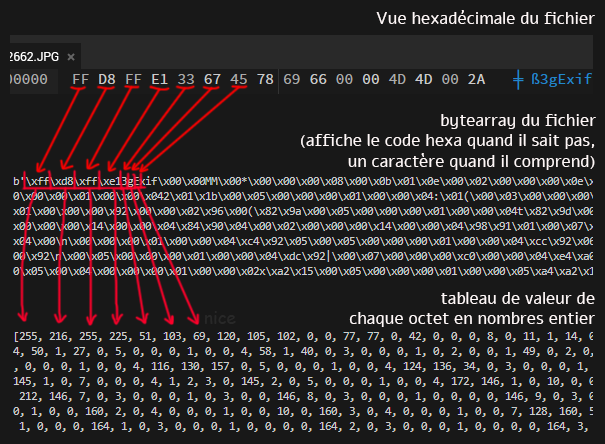 Vue hexadécimale du fichier
2662.JPG ×
00000 FF D8 FF E1 33 67 45 78 69 66 00 00 4D 4D 00 2A ╪ ß3gExif
bytearray du fichier
(affiche le code hexa quand il sait pas,
un caractère quand il comprend)
b'\xff\xd8\xff\xe13gExif\x00\x00MM\x00*\x00\x00\x00\x08\x00\x0b\x01\x0e\x00\x02\x00\x00\x00\x0e\x
0\x00\x00\x01\x00\x00\x042\x01\x1b\x00\x05\x00\x00\x00\x01\x00\x00\x04:\x01(\x00\x03\x00\x00\x00
\x01\x00\x00\x00\x92\x00\x00\x02\x96\x00(\x82\x9a\x00\x05\x00\x00\x00\x01\x00\x00\x04t\x82\x9d\x00
\x00\x00\x00\x14\x00\x00\x04\x84\x90\x04\x00\x02\x00\x00\x00\x14\x00\x00\x04\x98\x91\x01\x00\x07\x
\x04\x00\n\x00\x00\x00\x01\x00\x00\x04\xc4\x92\x05\x00\x05\x00\x00\x00\x01\x00\x00\x04\xcc\x92\x06
\x00\x92\n\x00\x05\x00\x00\x00\x01\x00\x00\x04\xdc\x92|\x00\x07\x00\x00\x00\xc0\x00\x00\x04\xe4\xa0
0\x05\x00\x04\x00\x00\x00\x01\x00\x00\x02x\xa2\x15\x00\x05\x00\x00\x00\x01\x00\x00\x05\xa4\xa2\x1
tableau de valeur de
chaque octet en nombres entier
nice
[255, 216, 255, 225, 51, 103, 69, 120, 105, 102, 0, 0, 77, 77, 0, 42, 0, 0, 0, 8, 0, 11, 1, 14, 0
4, 50, 1, 27, 0, 5, 0, 0, 0, 1, 0, 0, 4, 58, 1, 40, 0, 3, 0, 0, 0, 1, 0, 2, 0, 0, 1, 49, 0, 2, 0,
, 0, 0, 0, 1, 0, 0, 4, 116, 130, 157, 0, 5, 0, 0, 0, 1, 0, 0, 4, 124, 136, 34, 0, 3, 0, 0, 0, 1,
145, 1, 0, 7, 0, 0, 0, 4, 1, 2, 3, 0, 145, 2, 0, 5, 0, 0, 0, 1, 0, 0, 4, 172, 146, 1, 0, 10, 0, 0
212, 146, 7, 0, 3, 0, 0, 0, 1, 0, 3, 0, 0, 146, 8, 0, 3, 0, 0, 0, 1, 0, 0, 0, 0, 146, 9, 0, 3, 0
0, 1, 0, 0, 160, 2, 0, 4, 0, 0, 0, 1, 0, 0, 10, 0, 160, 3, 0, 4, 0, 0, 0, 1, 0, 0, 7, 128, 160, 5
1, 0, 0, 0, 164, 1, 0, 3, 0, 0, 0, 1, 0, 0, 0, 0, 164, 2, 0, 3, 0, 0, 0, 1, 0, 0, 0, 0, 164, 3,